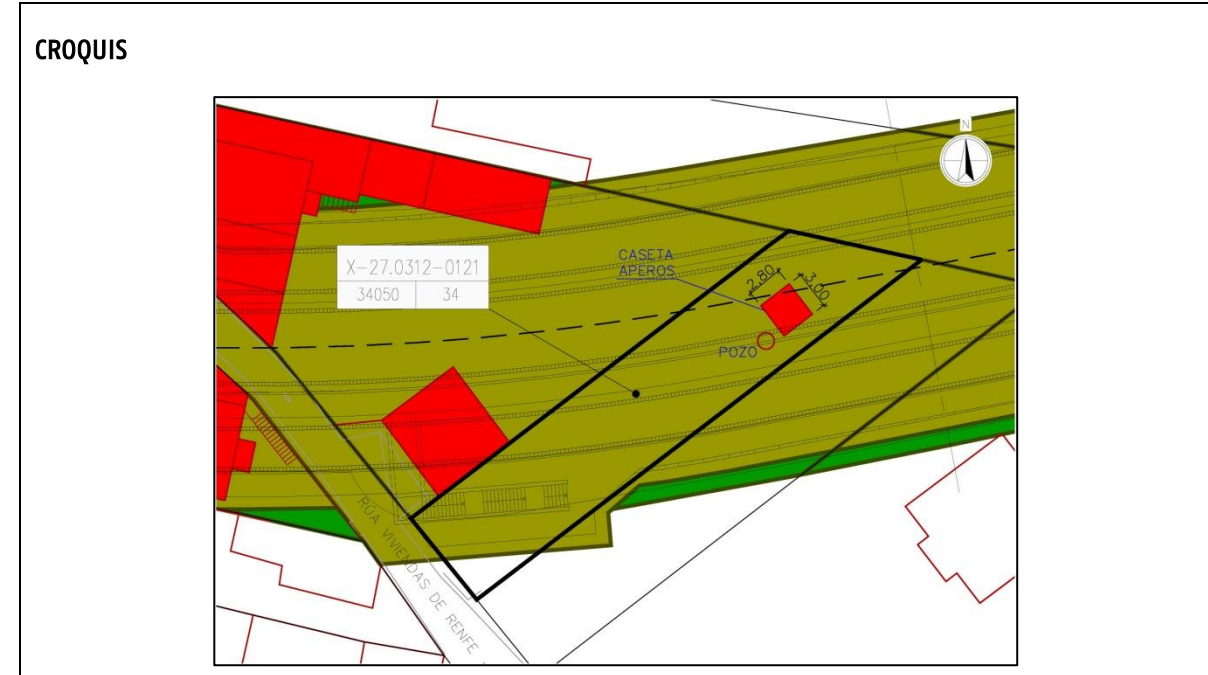 CROQUIS
N
CASETA
APEROS
X-27.0312-0121
34050 34
2,80
3,00
POZO
RÚA VIVIENDAS DE RENFE